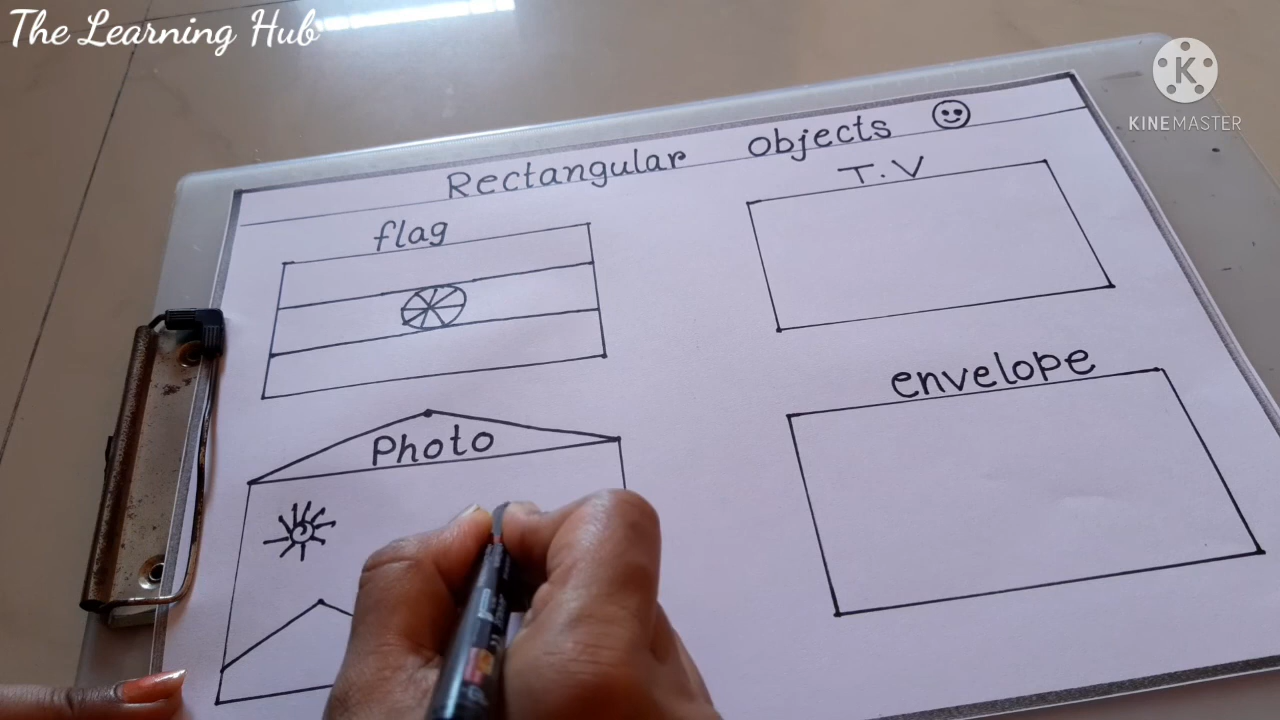 The Learning Hub
KINEMASTER
Rectangular Objects
flag
T.V
Photo
envelope